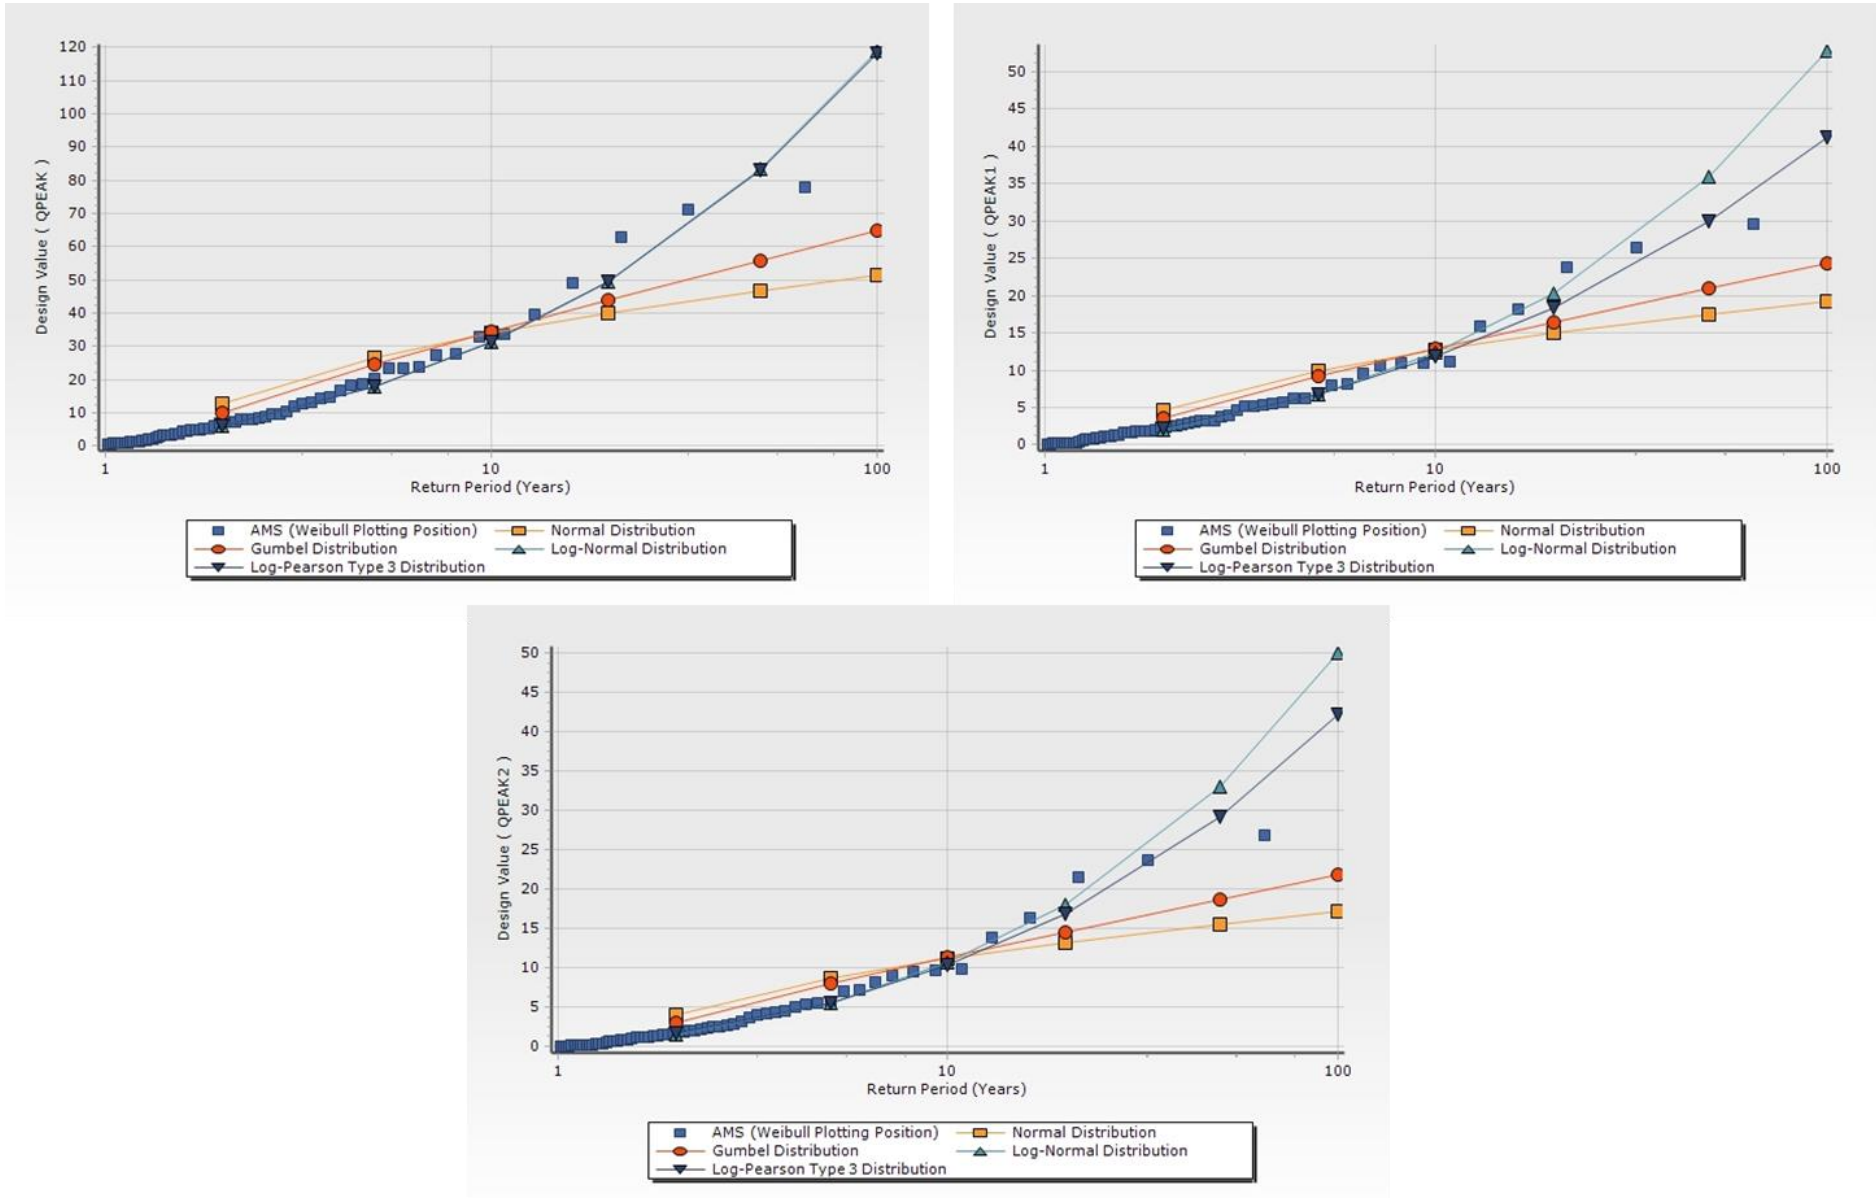 120
110
100
90
80
70
60
50
40
30
20
10
0
Design Value ( QPEAK )
1 10 100
Return Period (Years)
AMS (Weibull Plotting Position) Normal Distribution
Gumbel Distribution Log-Normal Distribution
Log-Pearson Type 3 Distribution
50
45
40
35
30
25
20
15
10
5
0
Design Value ( QPEAK1 )
1 10 100
Return Period (Years)
AMS (Weibull Plotting Position) Normal Distribution
Gumbel Distribution Log-Normal Distribution
Log-Pearson Type 3 Distribution
50
45
40
35
30
25
20
15
10
5
0
Design Value ( QPEAK2 )
1 10 100
Return Period (Years)
AMS (Weibull Plotting Position) Normal Distribution
Gumbel Distribution Log-Normal Distribution
Log-Pearson Type 3 Distribution